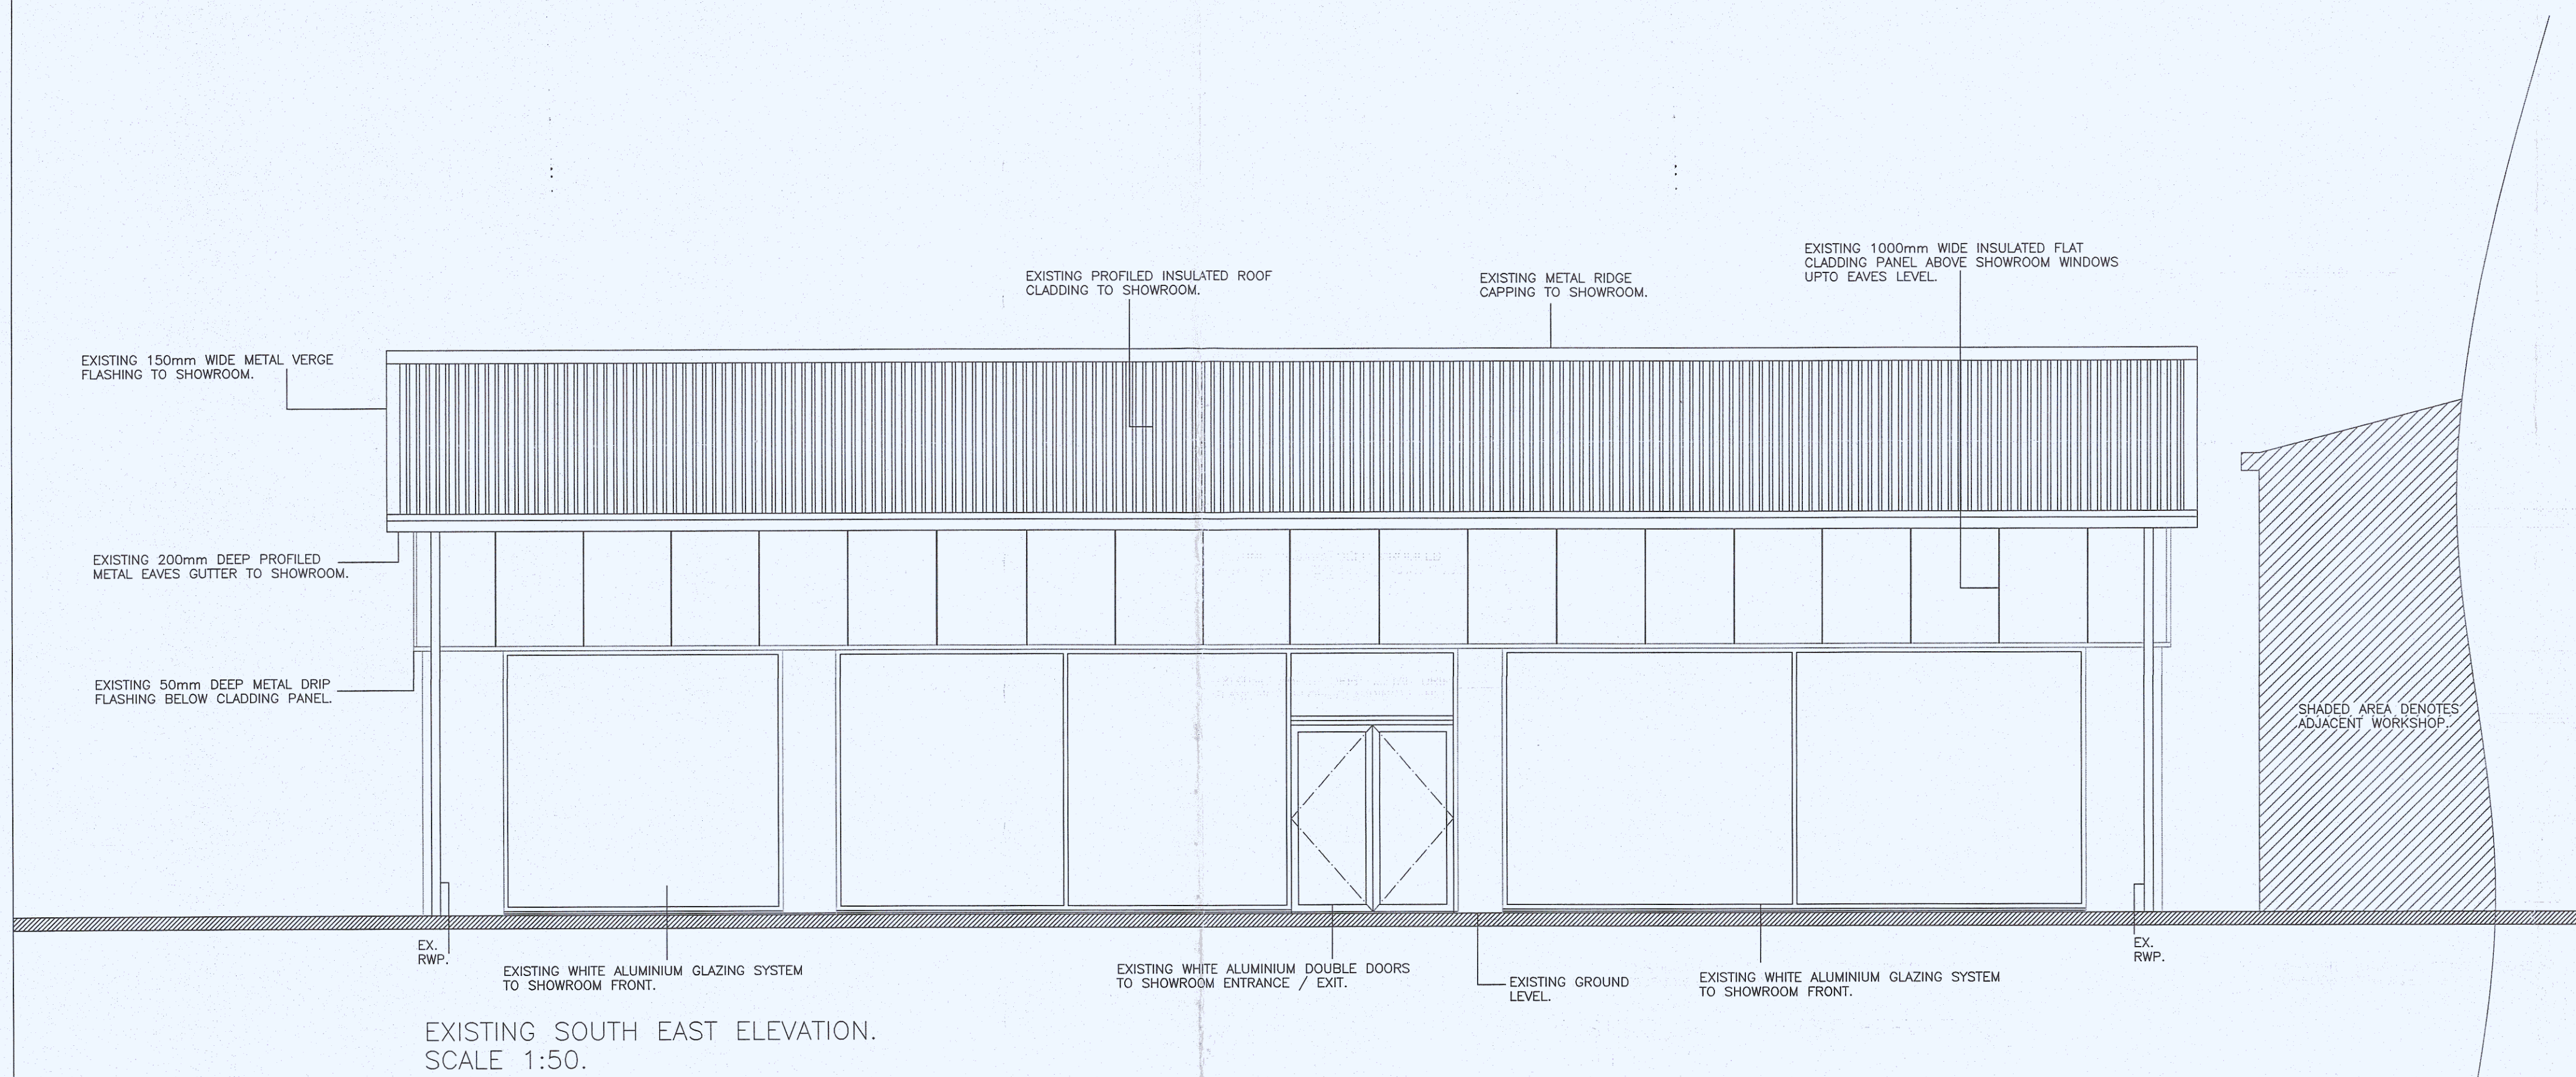 EXISTING 1000mm WIDE INSULATED FLAT
CLADDING PANEL ABOVE SHOWROOM WINDOWS
UPTO EAVES LEVEL.
EXISTING PROFILED INSULATED ROOF
CLADDING TO SHOWROOM.
EXISTING METAL RIDGE
CAPPING TO SHOWROOM.
EXISTING 150mm WIDE METAL VERGE
FLASHING TO SHOWROOM.
EXISTING 200mm DEEP PROFILED
METAL EAVES GUTTER TO SHOWROOM.
EXISTING 50mm DEEP METAL DRIP
FLASHING BELOW CLADDING PANEL.
SHADED AREA DENOTES
ADJACENT WORKSHOP.
EX.
RWP.
EXISTING WHITE ALUMINIUM GLAZING SYSTEM
TO SHOWROOM FRONT.
EXISTING WHITE ALUMINIUM DOUBLE DOORS
TO SHOWROOM ENTRANCE / EXIT.
EXISTING GROUND
LEVEL.
EXISTING WHITE ALUMINIUM GLAZING SYSTEM
TO SHOWROOM FRONT.
EX.
RWP.
EXISTING SOUTH EAST ELEVATION.
SCALE 1:50.